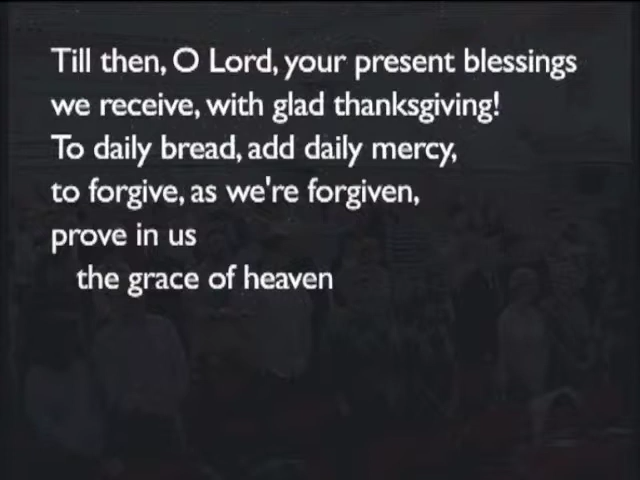 Till then, O Lord, your present blessings
we receive, with glad thanksgiving!
To daily bread, add daily mercy,
to forgive, as we're forgiven,
prove in us
the grace of heaven